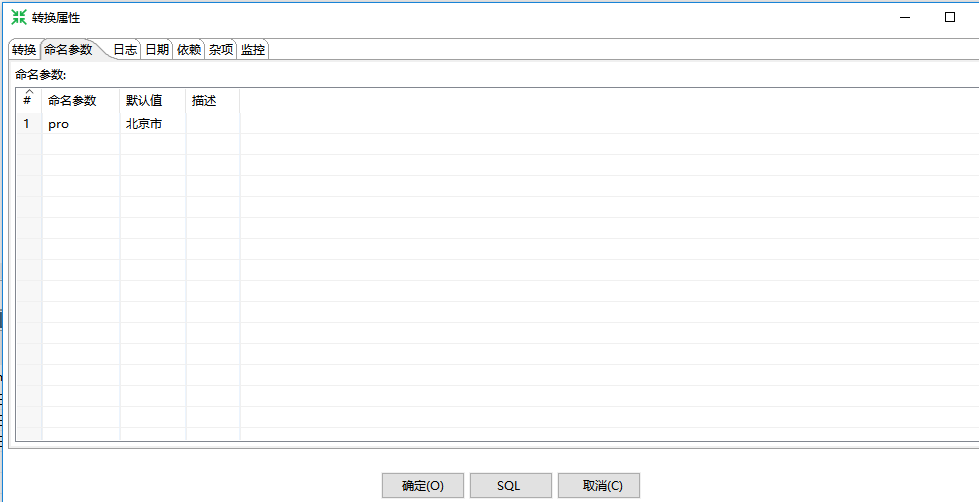 转换属性
转换 命名参数 日志 日期 依赖 杂项 监控
命名参数:
# 命名参数 默认值 描述
1 pro 北京市
确定(O) SQL 取消(C)